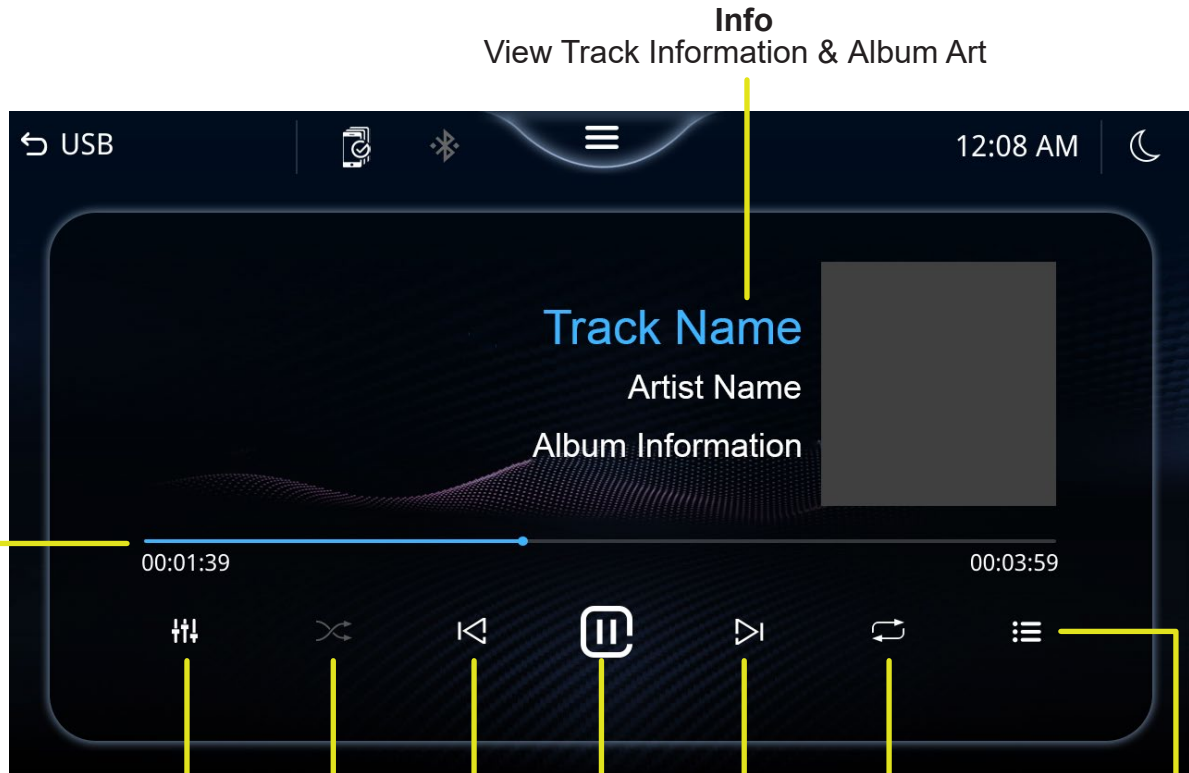 Info
View Track Information & Album Art
USB
12:08 AM
Track Name
Artist Name
Album Information
00:01:39
00:03:59